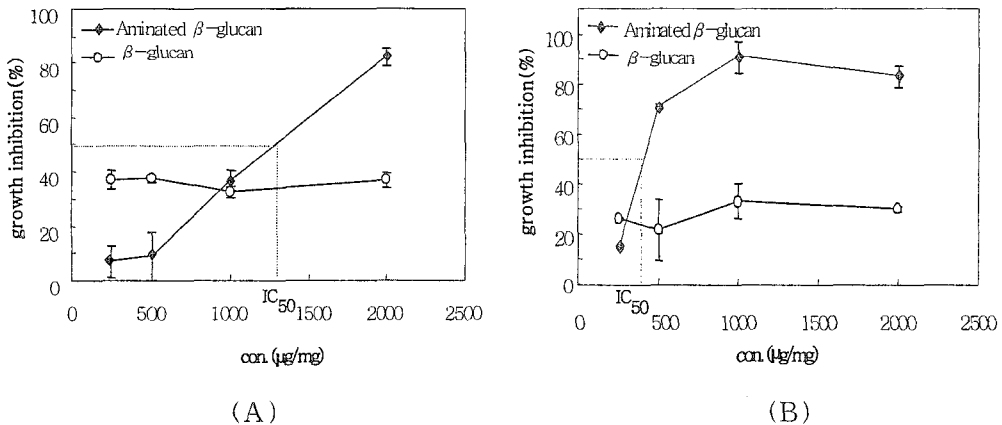 100
80
60
40
20
0
growth inhibition(%)
Aminated β-glucan
β-glucan
IC50
0 500 1000 1500 2000 2500
con.(μg/mg)
(A)
100
80
60
40
20
0
growth inhibition(%)
Aminated β-glucan
β-glucan
IC50
0 500 1000 1500 2000 2500
con.(μg/mg)
(B)